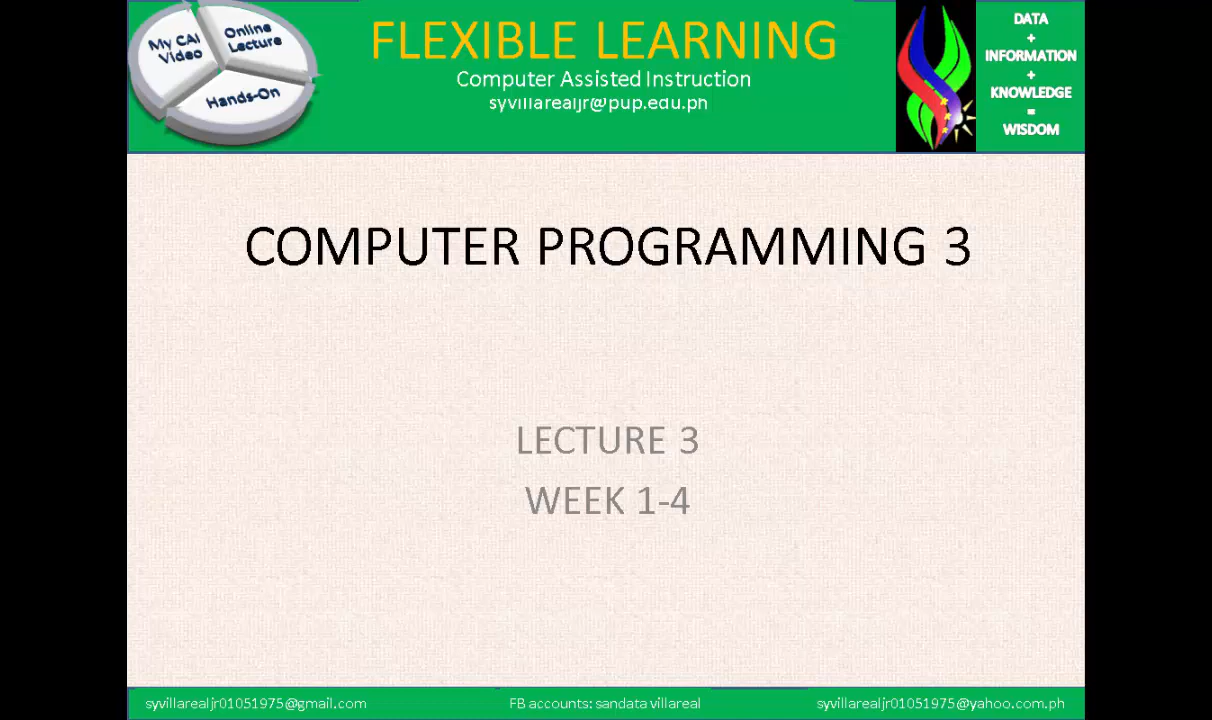 My CAI
Video
Online
Lecture
Hands-On
FLEXIBLE LEARNING
Computer Assisted Instruction
syvillarealjr@pup.edu.ph
DATA
+
INFORMATION
+
KNOWLEDGE
=
WISDOM
COMPUTER PROGRAMMING 3
LECTURE 3
WEEK 1-4
syvillarealjr01051975@gmail.com
FB accounts: sandata villareal
syvillarealjr01051975@yahoo.com.ph